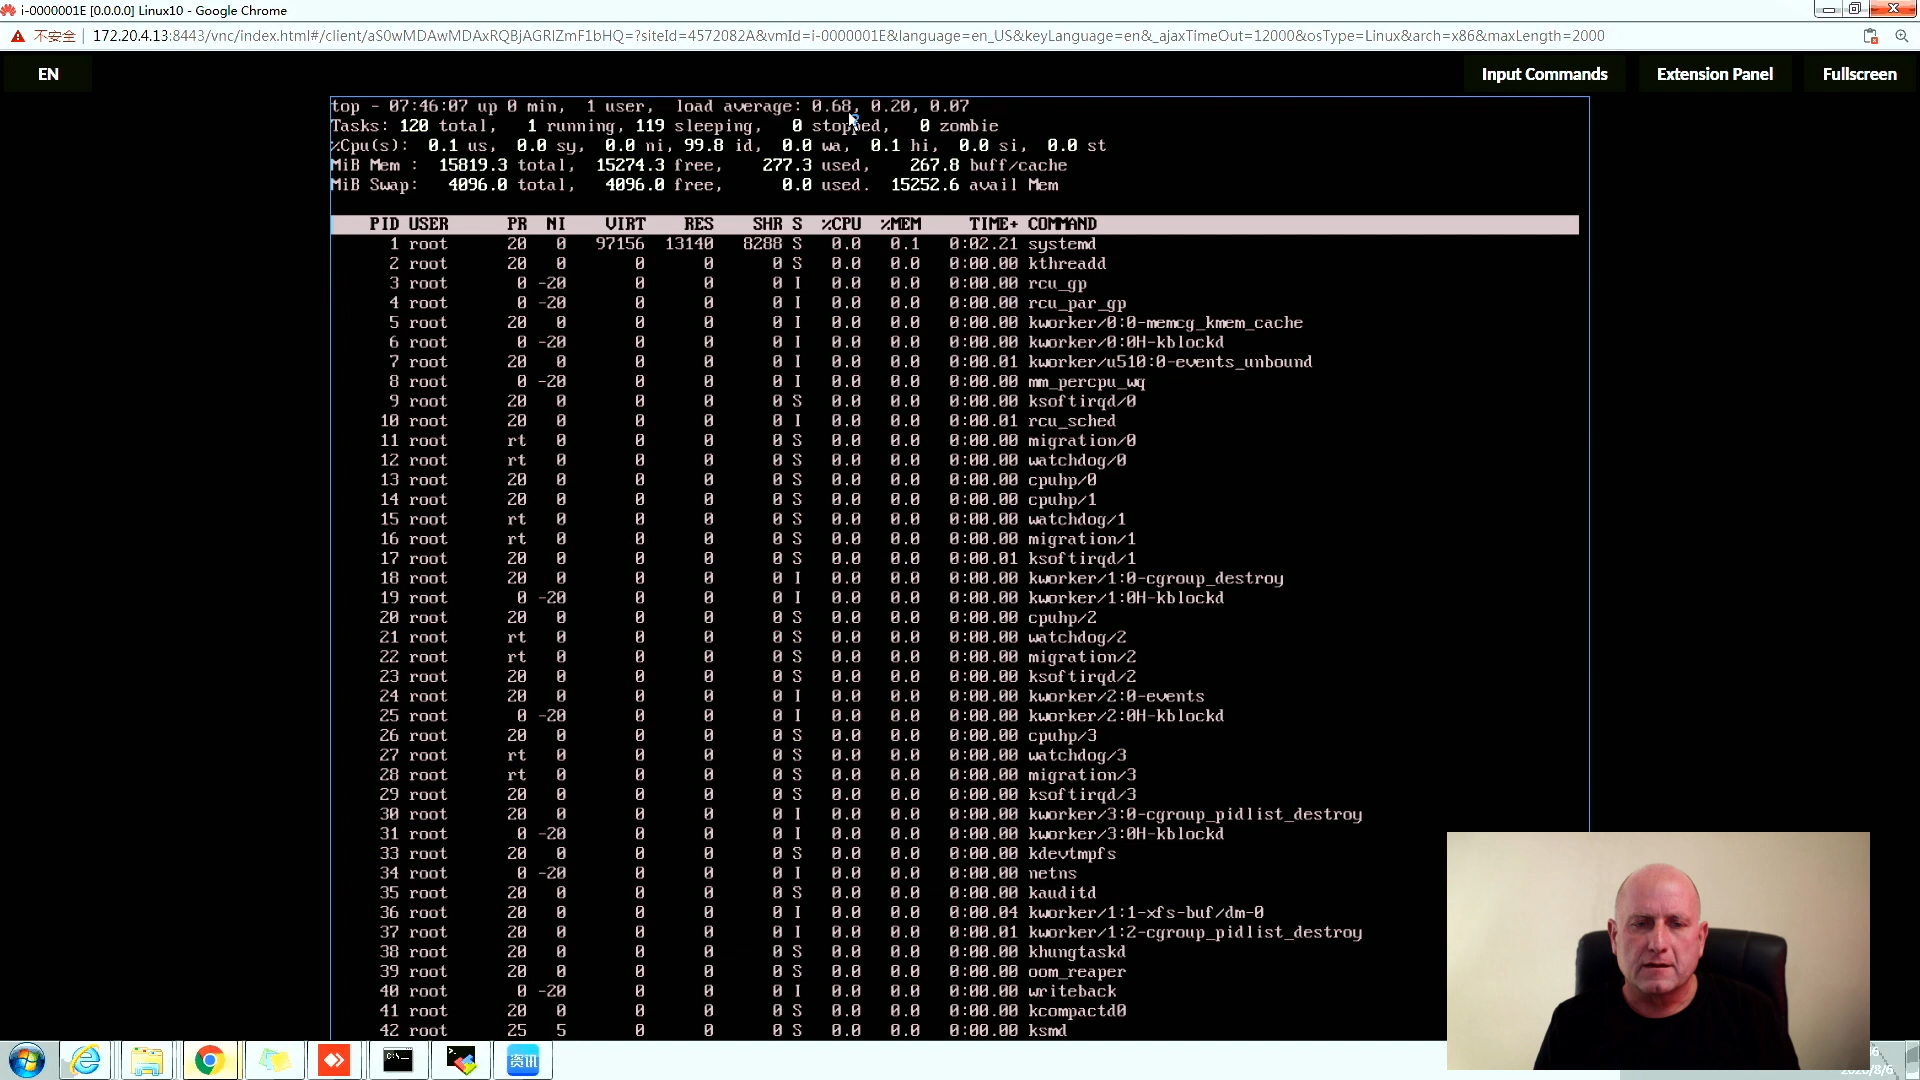 i-0000001E [0.0.0.0] Linux10 - Google Chrome
不安全 172.20.4.13:8443/vnc/index.html#/client/aS0wMDAwMDAxRQBjAGRlZmF1bHQ=?siteId=4572082A&vmId=i-0000001E&language=en_US&keyLanguage=en&_ajaxTimeOut=12000&osType=Linux&arch=x86&maxLength=2000
EN Input Commands Extension Panel Fullscreen
top - 07:46:07 up 0 min, 1 user, load average: 0.68, 0.20, 0.07
Tasks: 120 total, 1 running, 119 sleeping, 0 stopped, 0 zombie
%Cpu(s): 0.1 us, 0.0 sy, 0.0 ni, 99.8 id, 0.0 wa, 0.1 hi, 0.0 si, 0.0 st
MiB Mem : 15819.3 total, 15274.3 free, 277.3 used, 267.8 buff/cache
MiB Swap: 4096.0 total, 4096.0 free, 0.0 used. 15252.6 avail Mem
PID USER PR NI VIRT RES SHR S %CPU %MEM TIME+ COMMAND
1 root 20 0 97156 13140 8288 S 0.0 0.1 0:02.21 systemd
2 root 20 0 0 0 0 S 0.0 0.0 0:00.00 kthreadd
3 root 0 -20 0 0 0 I 0.0 0.0 0:00.00 rcu_gp
4 root 0 -20 0 0 0 I 0.0 0.0 0:00.00 rcu_par_gp
5 root 20 0 0 0 0 I 0.0 0.0 0:00.00 kworker/0:0-memcg_kmem_cache
6 root 0 -20 0 0 0 I 0.0 0.0 0:00.00 kworker/0:0H-kblockd
7 root 20 0 0 0 0 I 0.0 0.0 0:00.01 kworker/u510:0-events_unbound
8 root 0 -20 0 0 0 I 0.0 0.0 0:00.00 mm_percpu_wq
9 root 20 0 0 0 0 S 0.0 0.0 0:00.00 ksoftirqd/0
10 root 20 0 0 0 0 I 0.0 0.0 0:00.01 rcu_sched
11 root rt 0 0 0 0 S 0.0 0.0 0:00.00 migration/0
12 root rt 0 0 0 0 S 0.0 0.0 0:00.00 watchdog/0
13 root 20 0 0 0 0 S 0.0 0.0 0:00.00 cpuhp/0
14 root 20 0 0 0 0 S 0.0 0.0 0:00.00 cpuhp/1
15 root rt 0 0 0 0 S 0.0 0.0 0:00.00 watchdog/1
16 root rt 0 0 0 0 S 0.0 0.0 0:00.00 migration/1
17 root 20 0 0 0 0 S 0.0 0.0 0:00.01 ksoftirqd/1
18 root 20 0 0 0 0 I 0.0 0.0 0:00.00 kworker/1:0-cgroup_destroy
19 root 0 -20 0 0 0 I 0.0 0.0 0:00.00 kworker/1:0H-kblockd
20 root 20 0 0 0 0 S 0.0 0.0 0:00.00 cpuhp/2
21 root rt 0 0 0 0 S 0.0 0.0 0:00.00 watchdog/2
22 root rt 0 0 0 0 S 0.0 0.0 0:00.00 migration/2
23 root 20 0 0 0 0 S 0.0 0.0 0:00.00 ksoftirqd/2
24 root 20 0 0 0 0 I 0.0 0.0 0:00.00 kworker/2:0-events
25 root 0 -20 0 0 0 I 0.0 0.0 0:00.00 kworker/2:0H-kblockd
26 root 20 0 0 0 0 S 0.0 0.0 0:00.00 cpuhp/3
27 root rt 0 0 0 0 S 0.0 0.0 0:00.00 watchdog/3
28 root rt 0 0 0 0 S 0.0 0.0 0:00.00 migration/3
29 root 20 0 0 0 0 S 0.0 0.0 0:00.00 ksoftirqd/3
30 root 20 0 0 0 0 I 0.0 0.0 0:00.00 kworker/3:0-cgroup_pidlist_destroy
31 root 0 -20 0 0 0 I 0.0 0.0 0:00.00 kworker/3:0H-kblockd
33 root 20 0 0 0 0 S 0.0 0.0 0:00.00 kdevtmpfs
34 root 0 -20 0 0 0 I 0.0 0.0 0:00.00 netns
35 root 20 0 0 0 0 S 0.0 0.0 0:00.00 kauditd
36 root 20 0 0 0 0 I 0.0 0.0 0:00.04 kworker/1:1-xfs-buf/dm-0
37 root 20 0 0 0 0 I 0.0 0.0 0:00.01 kworker/1:2-cgroup_pidlist_destroy
38 root 20 0 0 0 0 S 0.0 0.0 0:00.00 khungtaskd
39 root 20 0 0 0 0 S 0.0 0.0 0:00.00 oom_reaper
40 root 0 -20 0 0 0 I 0.0 0.0 0:00.00 writeback
41 root 20 0 0 0 0 S 0.0 0.0 0:00.00 kcompactd0
42 root 25 5 0 0 0 S 0.0 0.0 0:00.00 ksmd
资讯